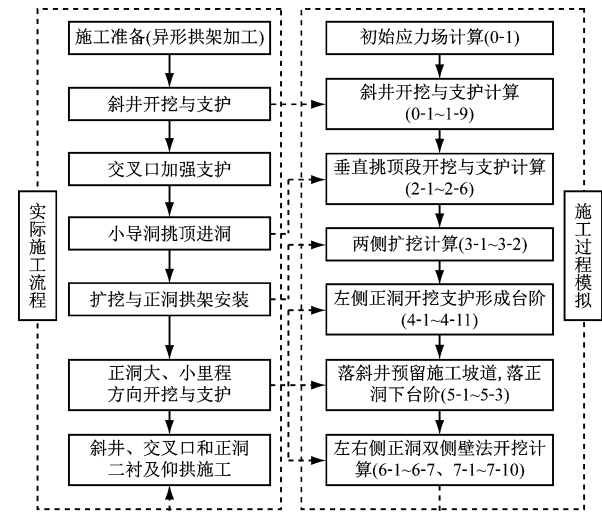 实际施工流程
施工准备(异形拱架加工)
斜井开挖与支护
交叉口加强支护
小导洞挑顶进洞
扩挖与正洞拱架安装
正洞大、小里程
方向开挖与支护
斜井、交叉口和正洞
二衬及仰拱施工
初始应力场计算(0-1)
斜井开挖与支护计算
(0-1~1-9)
垂直挑顶段开挖与支护计算
(2-1~2-6)
两侧扩挖计算(3-1~3-2)
左侧正洞开挖支护形成台阶
(4-1~4-11)
落斜井预留施工坡道,落正
洞下台阶(5-1~5-3)
左右侧正洞双侧壁法开挖计
算(6-1~6-7、7-1~7-10)
施工过程模拟